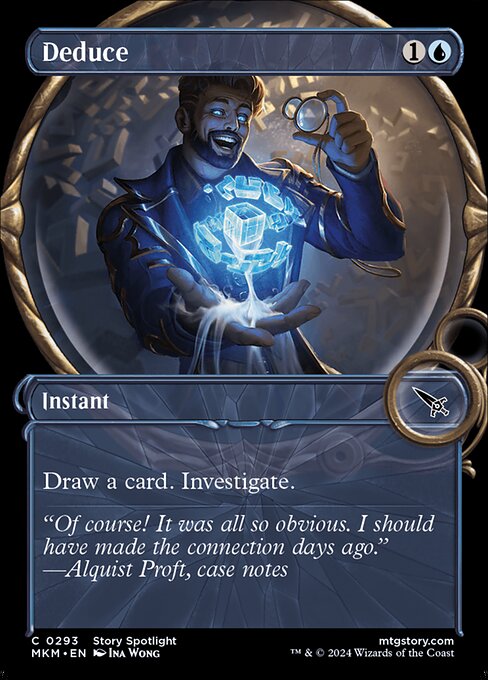 Deduce 1
Instant
Draw a card. Investigate.
“Of course! It was all so obvious. I should
have made the connection days ago.”
—Alquist Proft, case notes
C 0293 Story Spotlight mtgstory.com
MKM • EN Ina Wong ™ & © 2024 Wizards of the Coast